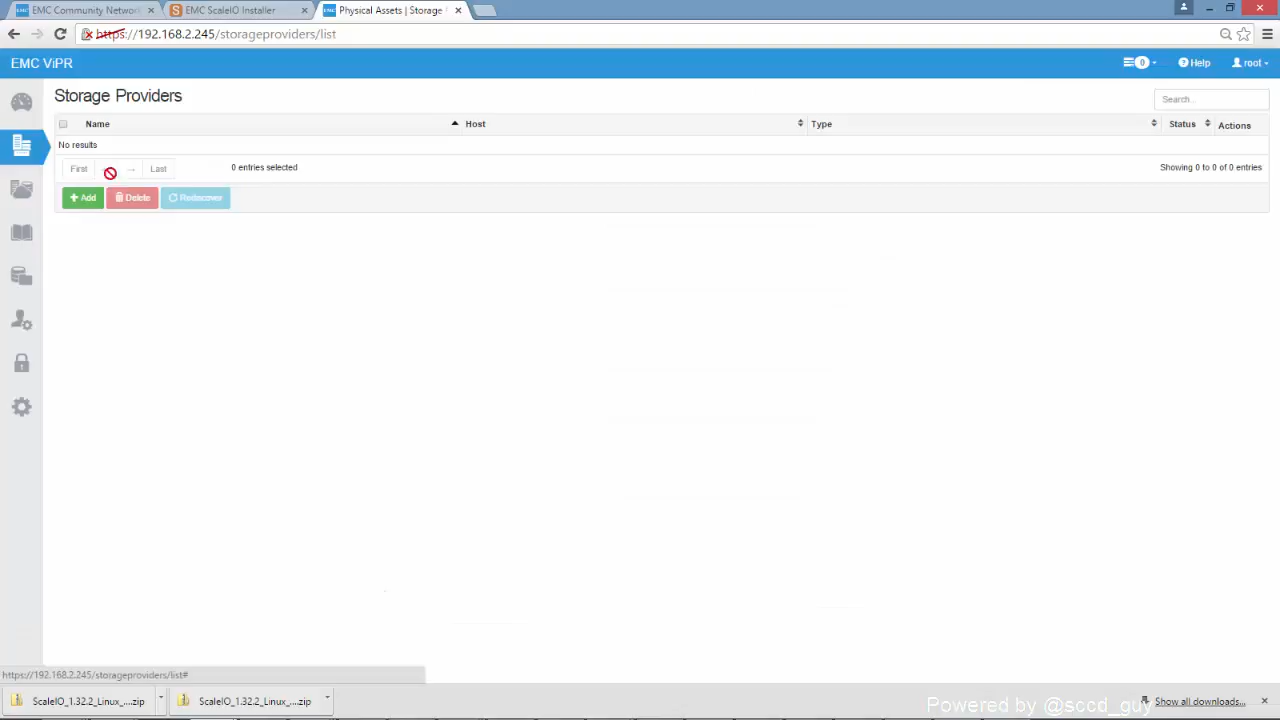 EMC Community Network
EMC ScaleIO Installer
Physical Assets | Storage
https://192.168.2.245/storageproviders/list
EMC ViPR
0
Help
root
Storage Providers
Search...
Name
Host
Type
Status
Actions
No results
First
→
Last
0 entries selected
Showing 0 to 0 of 0 entries
Add
Delete
Rediscover
https://192.168.2.245/storageproviders/list#
ScaleIO_1.32.2_Linux_....zip
ScaleIO_1.32.2_Linux_....zip
Powered by @sccd_guy
Show all downloads...